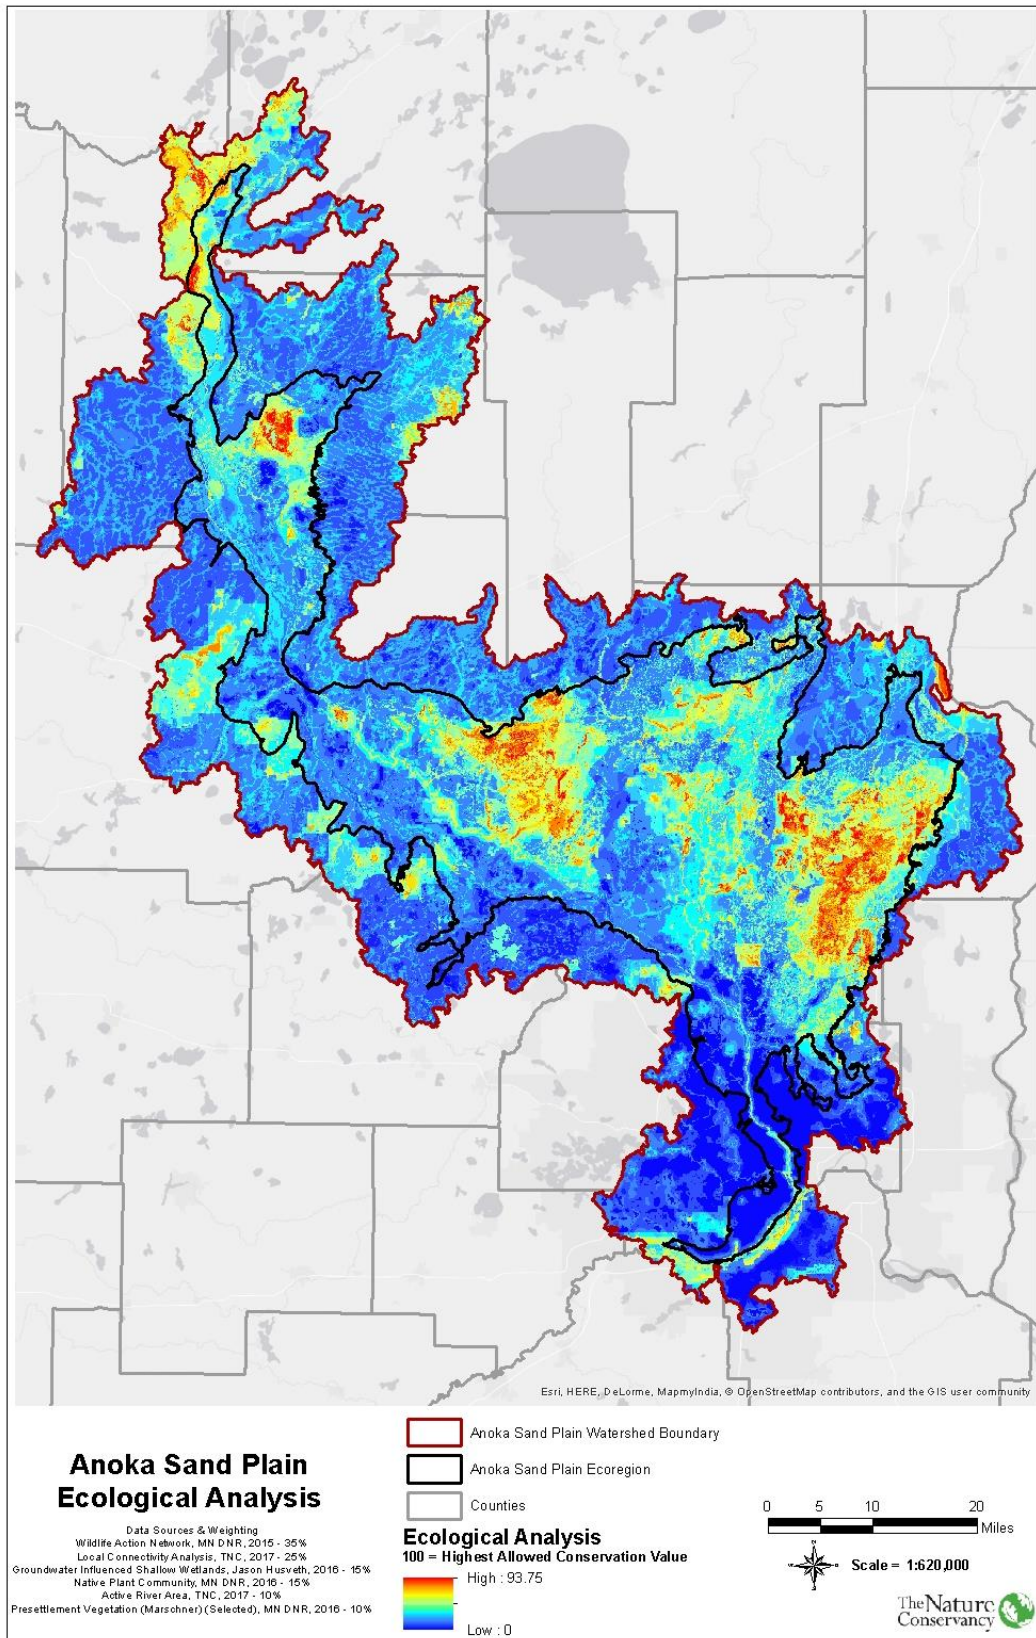 Esri, HERE, DeLorme, MapmyIndia, © OpenStreetMap contributors, and the GIS user community
Anoka Sand Plain
Ecological Analysis
Data Sources & Weighting
Wildlife Action Network, MN DNR, 2015 - 35%
Local Connectivity Analysis, TNC, 2017 - 25%
Groundwater Influenced Shallow Wetlands, Jason Husveth, 2016 - 15%
Native Plant Community, MN DNR, 2016 - 15%
Active River Area, TNC, 2017 - 10%
Presettlement Vegetation (Marschner) (Selected), MN DNR, 2016 - 10%
Anoka Sand Plain Watershed Boundary
Anoka Sand Plain Ecoregion
Counties
Ecological Analysis
100 = Highest Allowed Conservation Value
High : 93.75
Low : 0
0 5 10 20
Miles
Scale = 1:620,000
The Nature
Conservancy